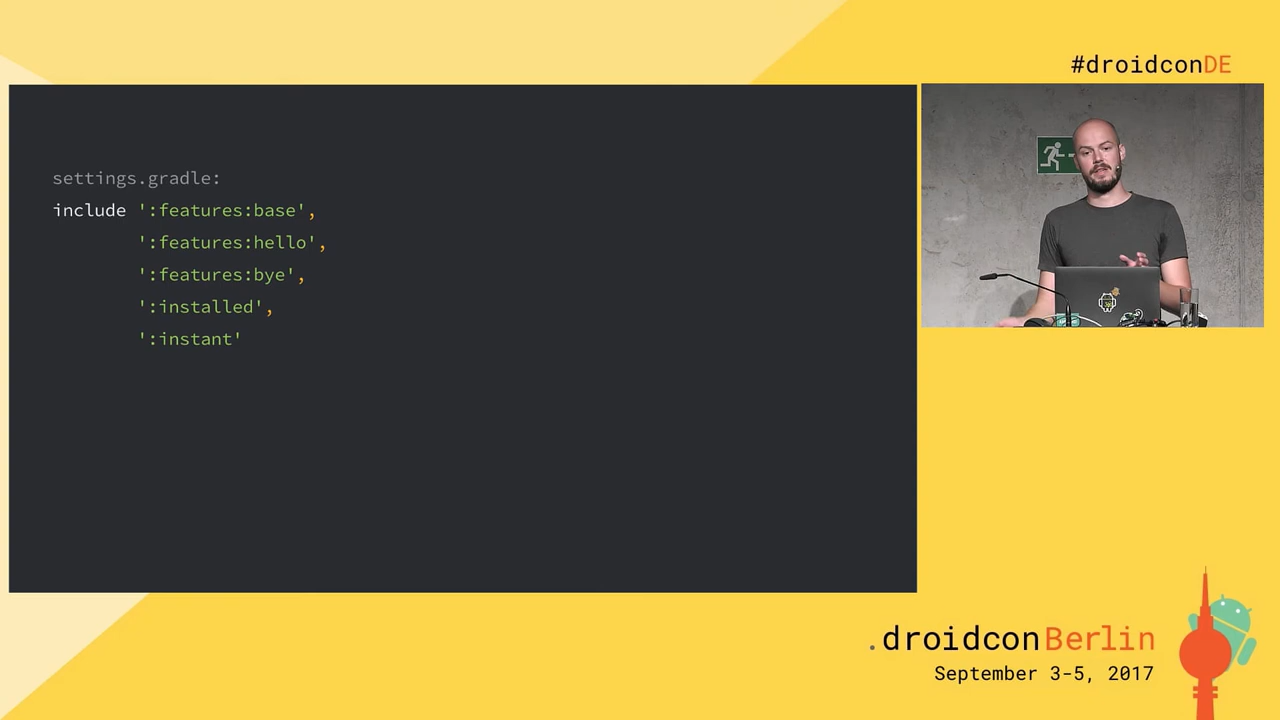 #droidconDE
settings.gradle:
include ':features:base',
':features:hello',
':features:bye',
':installed',
':instant'
.droidconBerlin
September 3-5, 2017